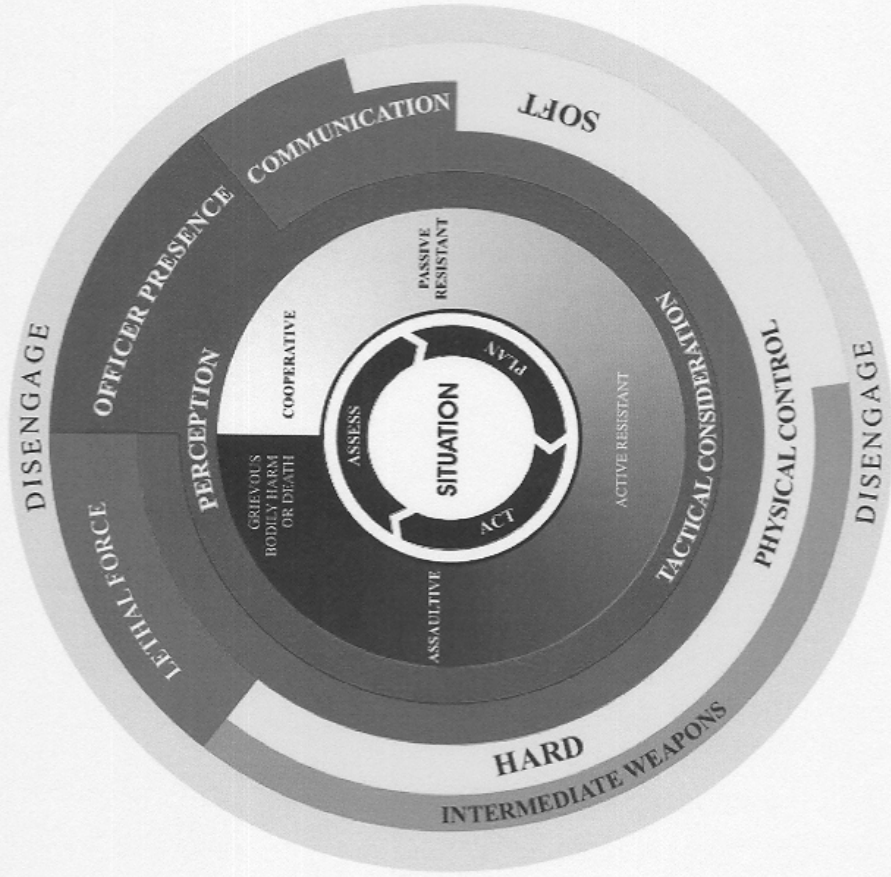 DISENGAGE
OFFICER PRESENCE
COMMUNICATION
SOFT
PHYSICAL CONTROL
HARD
INTERMEDIATE WEAPONS
LETHAL FORCE
PERCEPTION
TACTICAL CONSIDERATION
COOPERATIVE
PASSIVE
RESISTANT
ACTIVE RESISTANT
ASSAULTIVE
GRIEVOUS
BODILY HARM
OR DEATH
ASSESS
PLAN
ACT
SITUATION
DISENGAGE